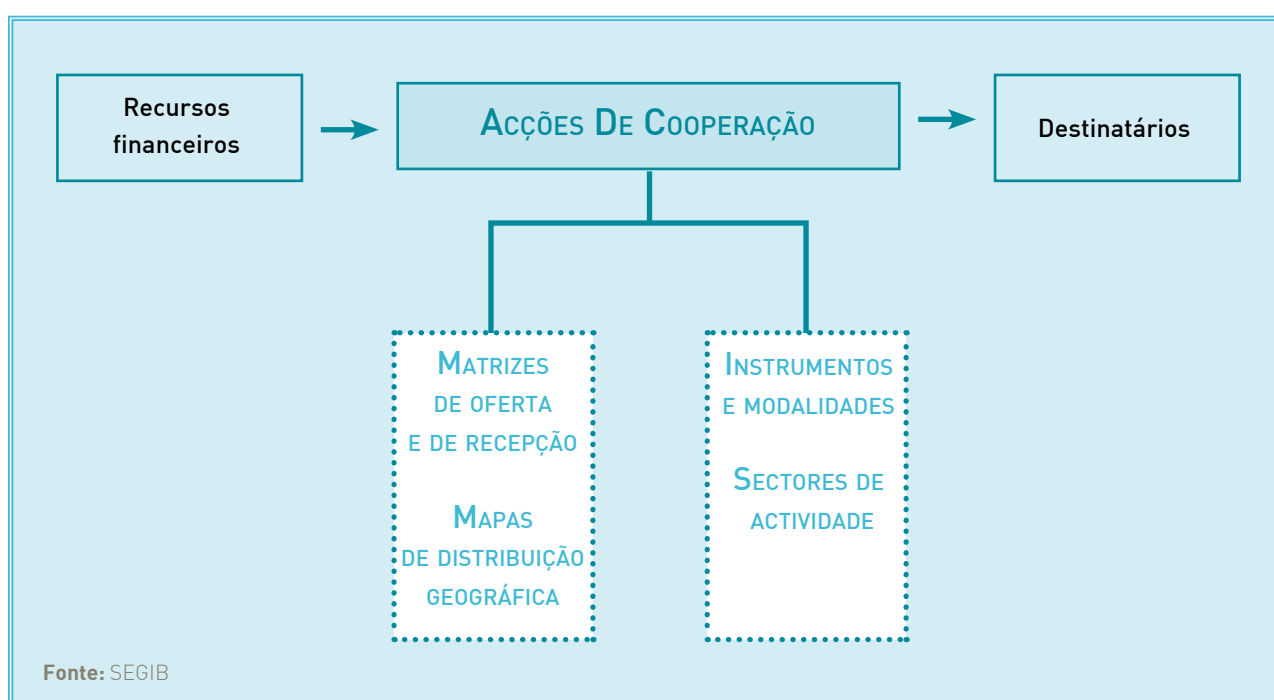 Recursos
financeiros
Acções De Cooperação
Destinatários
Matrizes
de oferta
e de recepção
Mapas
de distribuição
geográfica
Instrumentos
e modalidades
Sectores de
actividade
Fonte: SEGIB